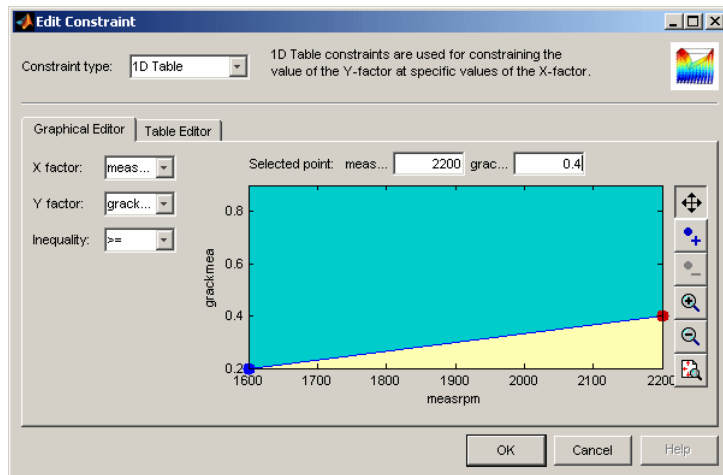 Edit Constraint
Constraint type: 1D Table
1D Table constraints are used for constraining the
value of the Y-factor at specific values of the X-factor.
Graphical Editor Table Editor
X factor: meas...
Y factor: grack...
Inequality: >=
Selected point: meas... 2200 grac... 0.4
0.8
0.6
0.4
0.2
grackmea
1600 1700 1800 1900 2000 2100 2200
measrpm
OK Cancel Help